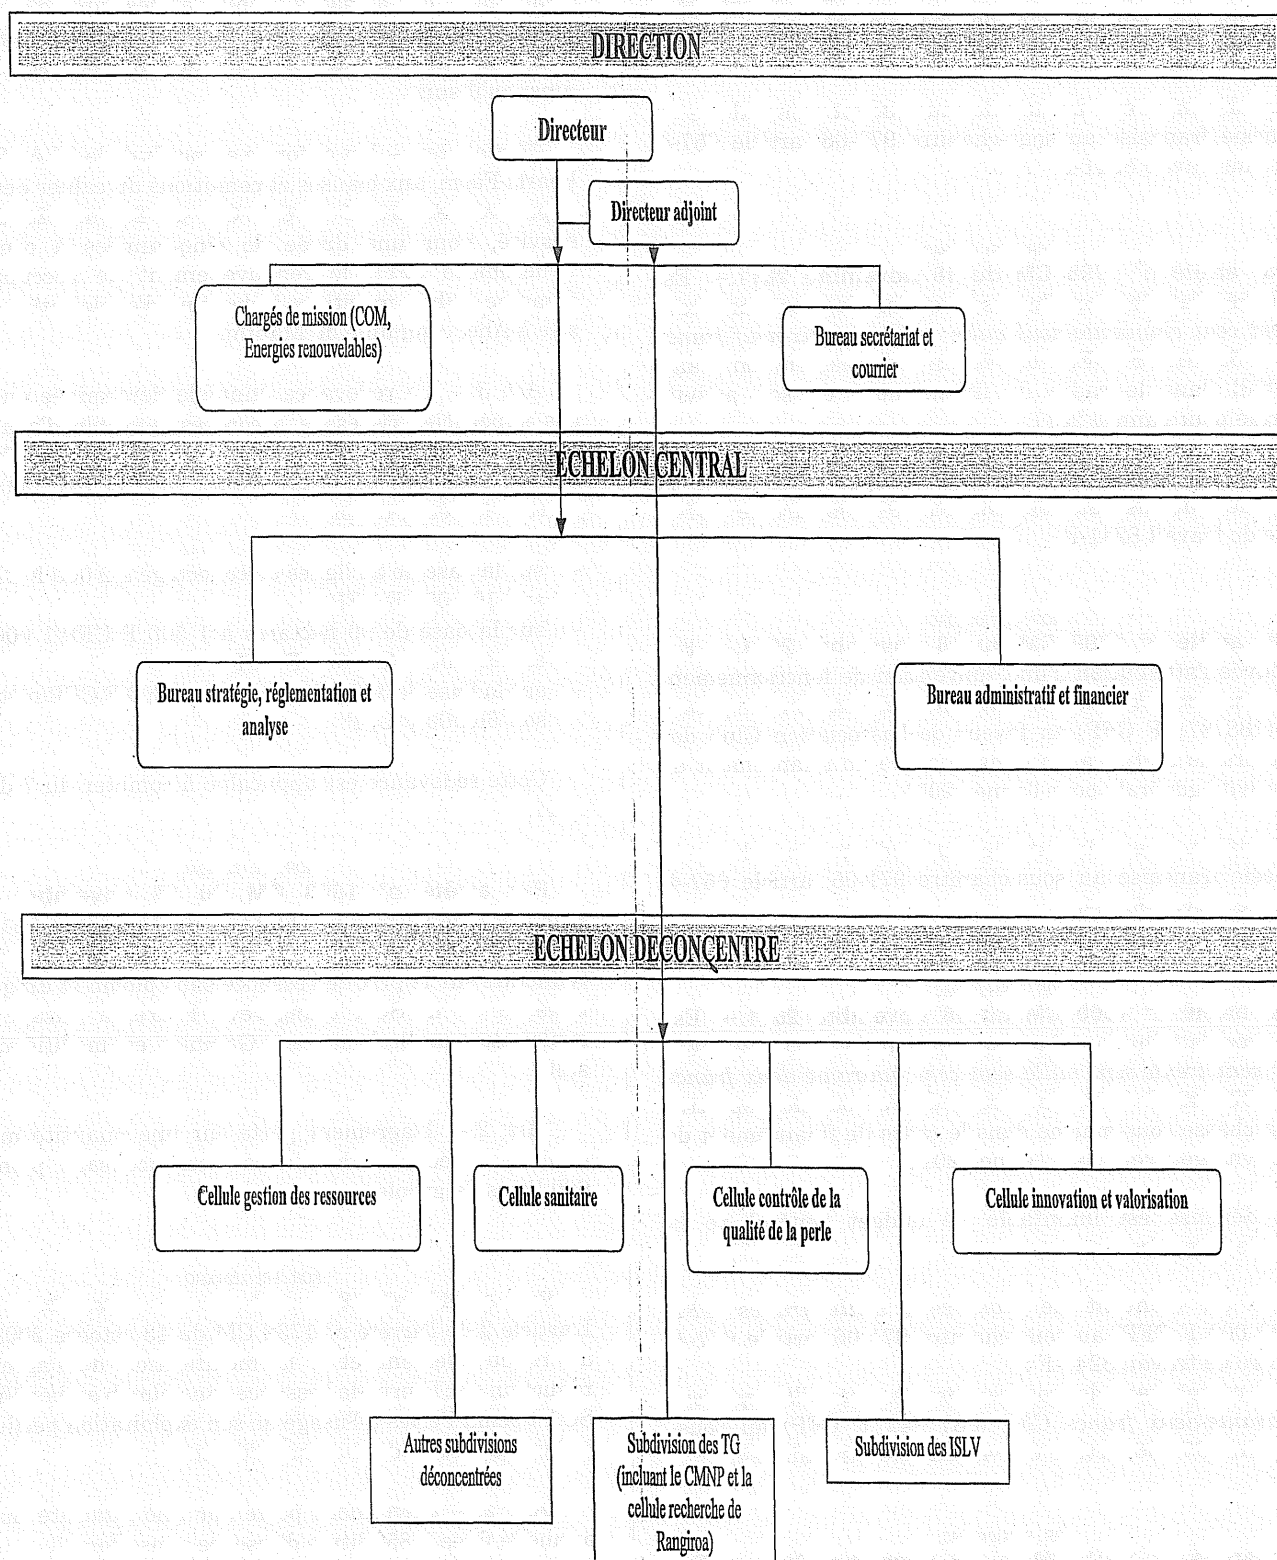 DIRECTION
Directeur
Directeur adjoint
Chargés de mission (COM,
Energies renouvelables)
Bureau secrétariat et
courrier
ECHELON CENTRAL
Bureau stratégie, réglementation et
analyse
Bureau administratif et financier
ECHELON DECONCENTRE
Cellule gestion des ressources
Cellule sanitaire
Cellule contrôle de la
qualité de la perle
Cellule innovation et valorisation
Autres subdivisions
déconcentrées
Subdivision des TG
(incluant le CMNP et la
cellule recherche de
Rangiroa)
Subdivision des ISLV